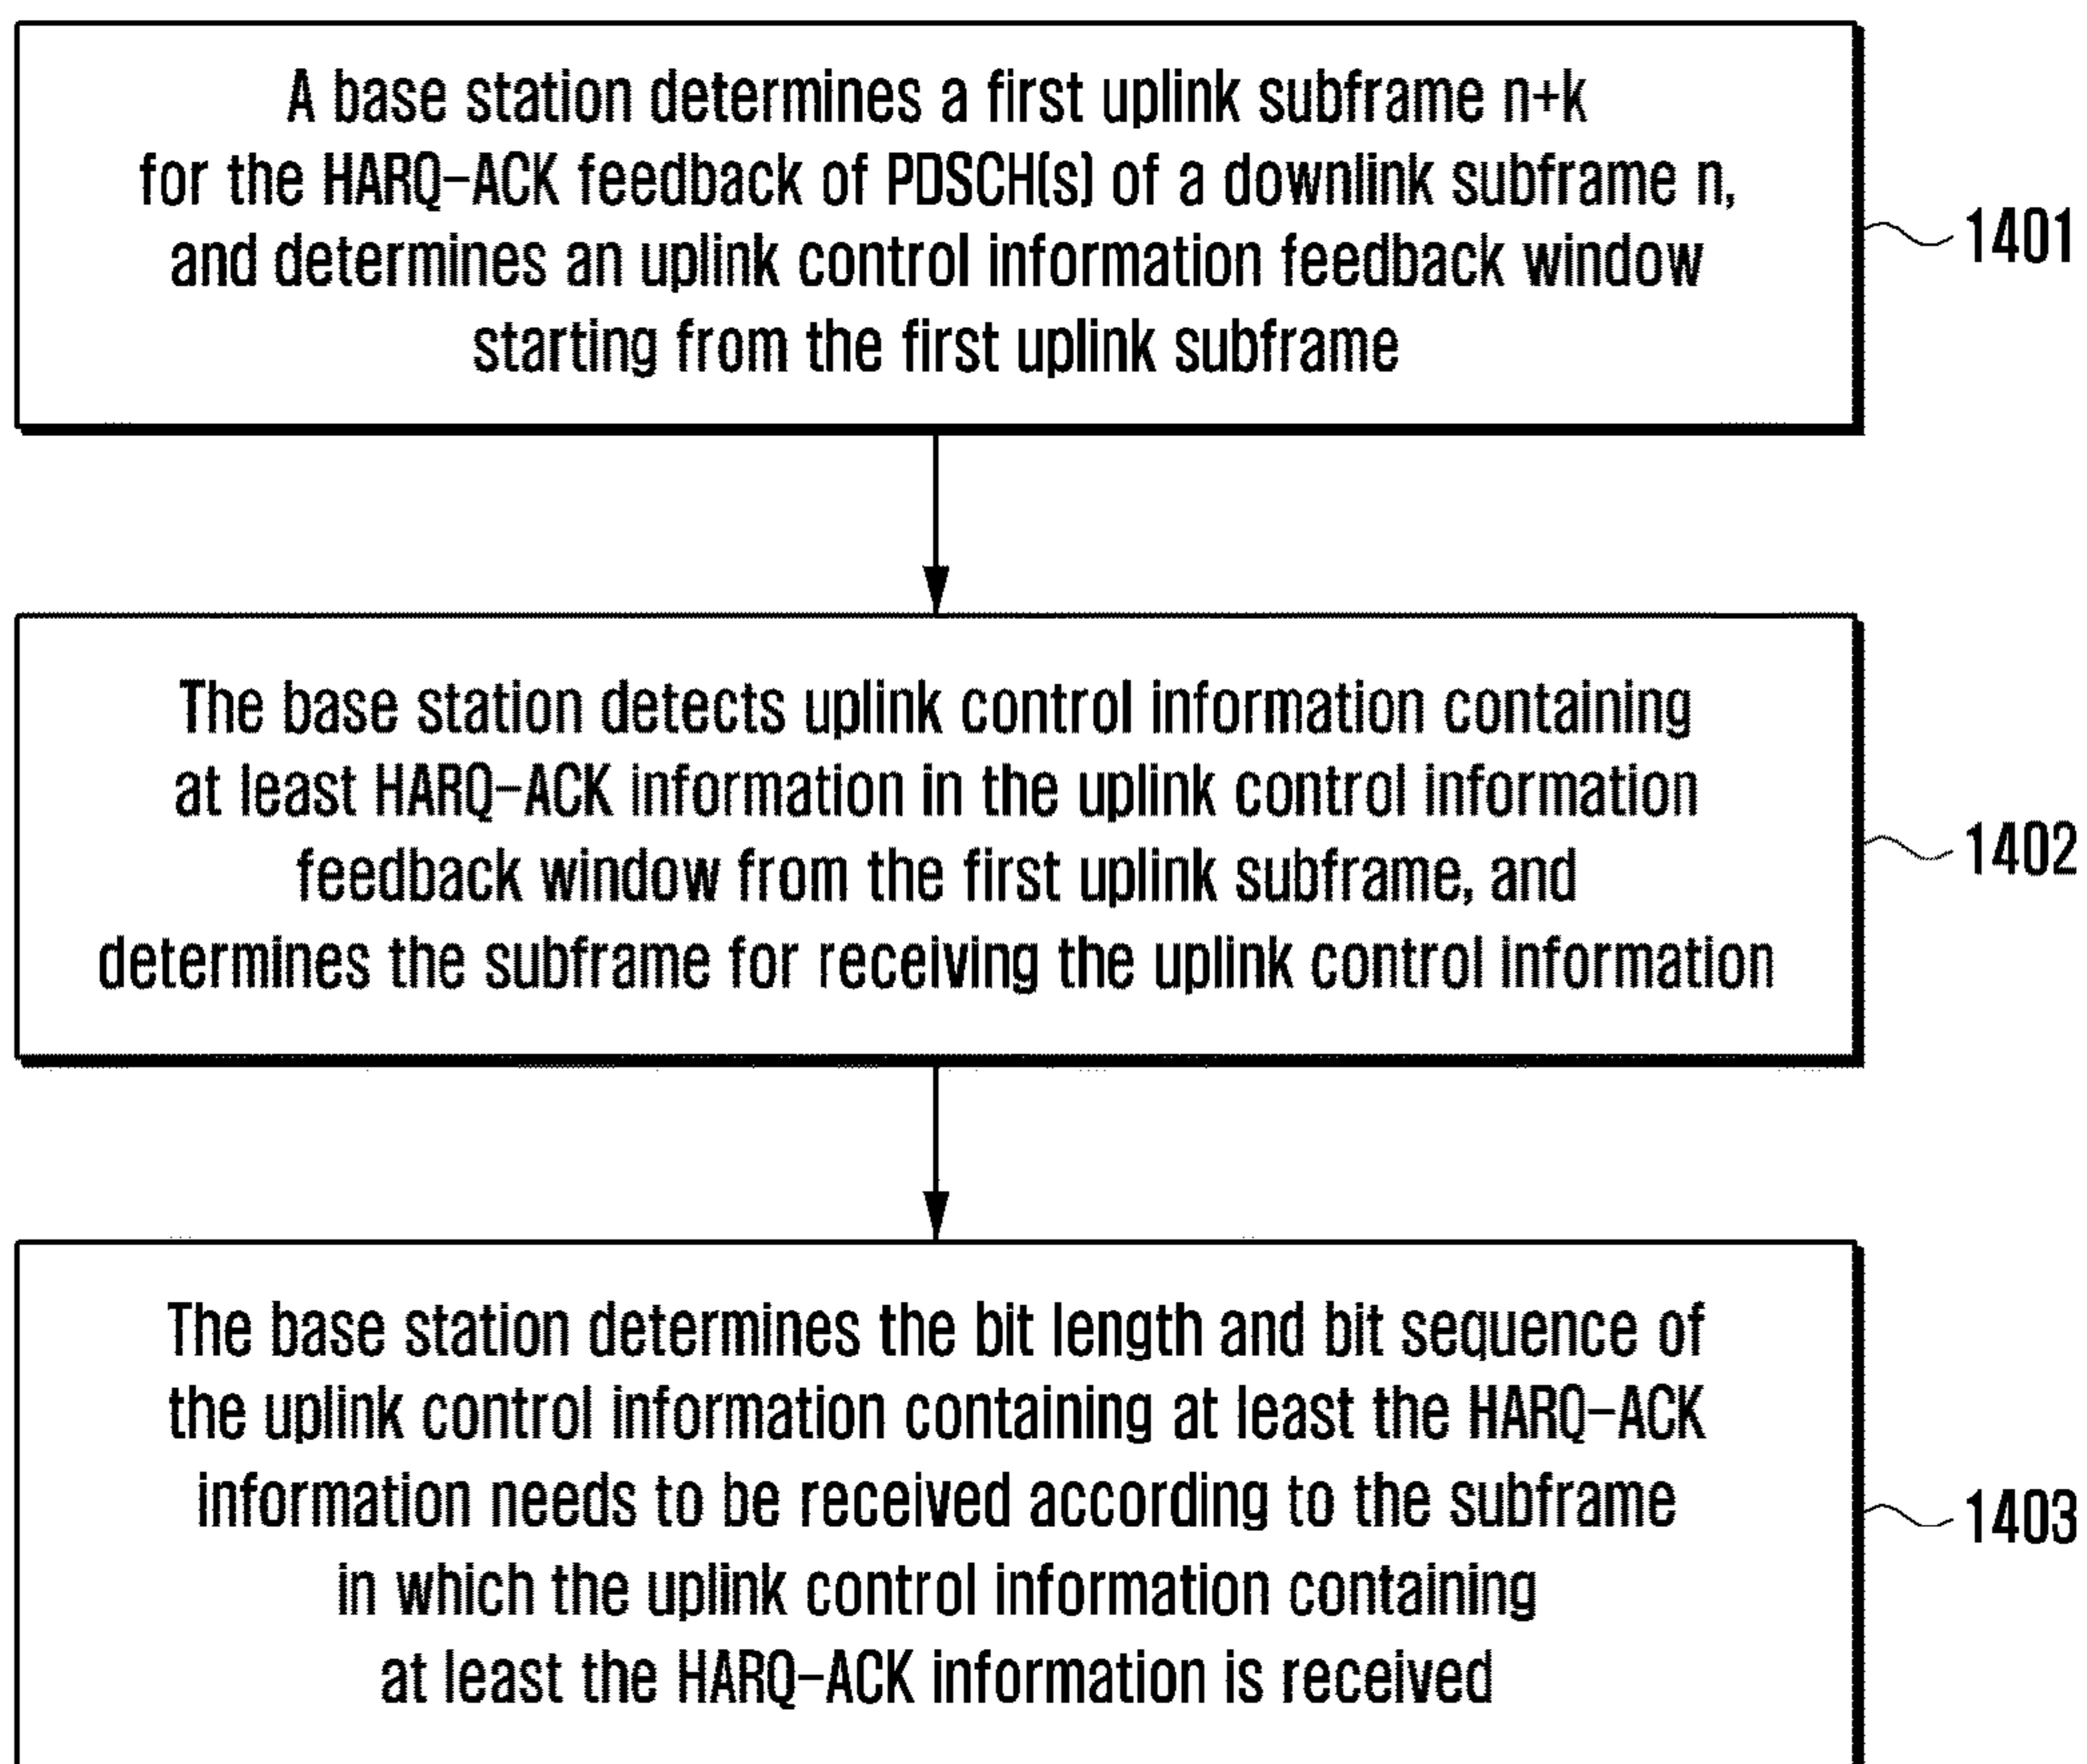 A base station determines a first uplink subframe n+k
for the HARQ-ACK feedback of PDSCH(s) of a downlink subframe n,
and determines an uplink control information feedback window
starting from the first uplink subframe
1401
The base station detects uplink control information containing
at least HARQ-ACK information in the uplink control information
feedback window from the first uplink subframe, and
determines the subframe for receiving the uplink control information
1402
The base station determines the bit length and bit sequence of
the uplink control information containing at least the HARQ-ACK
information needs to be received according to the subframe
in which the uplink control information containing
at least the HARQ-ACK information is received
1403